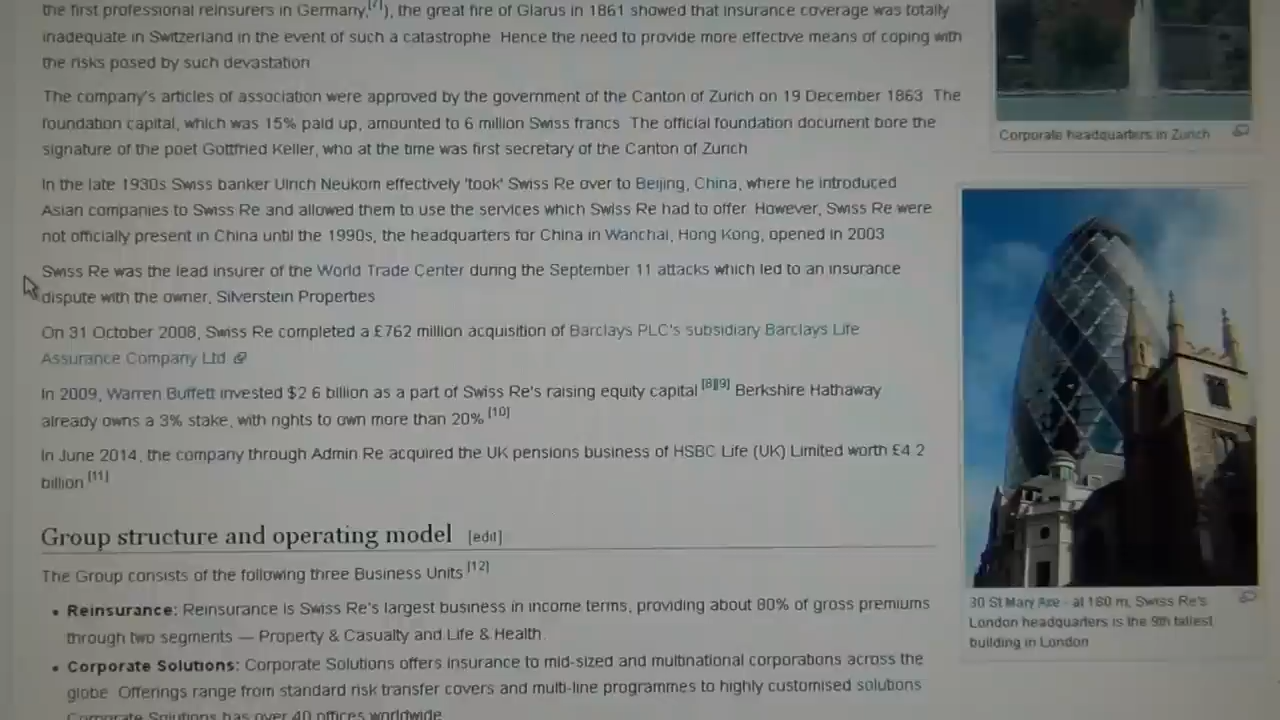 the first professional reinsurers in Germany,[7]), the great fire of Glarus in 1861 showed that insurance coverage was totally
inadequate in Switzerland in the event of such a catastrophe. Hence the need to provide more effective means of coping with
the risks posed by such devastation.
The company's articles of association were approved by the government of the Canton of Zurich on 19 December 1863. The
foundation capital, which was 15% paid up, amounted to 6 million Swiss francs. The official foundation document bore the
signature of the poet Gottfried Keller, who at the time was first secretary of the Canton of Zurich.
In the late 1930s Swiss banker Ulrich Neukom effectively 'took' Swiss Re over to Beijing, China, where he introduced
Asian companies to Swiss Re and allowed them to use the services which Swiss Re had to offer. However, Swiss Re were
not officially present in China until the 1990s, the headquarters for China in Wanchai, Hong Kong, opened in 2003.
Swiss Re was the lead insurer of the World Trade Center during the September 11 attacks which led to an insurance
dispute with the owner, Silverstein Properties.
On 31 October 2008, Swiss Re completed a £762 million acquisition of Barclays PLC's subsidiary Barclays Life
Assurance Company Ltd
In 2009, Warren Buffett invested $2.6 billion as a part of Swiss Re's raising equity capital.[8][9] Berkshire Hathaway
already owns a 3% stake, with rights to own more than 20%.[10]
In June 2014, the company through Admin Re acquired the UK pensions business of HSBC Life (UK) Limited worth £4.2
billion.[11]
Group structure and operating model [edit]
The Group consists of the following three Business Units.[12]
• Reinsurance: Reinsurance is Swiss Re's largest business in income terms, providing about 80% of gross premiums
through two segments — Property & Casualty and Life & Health.
• Corporate Solutions: Corporate Solutions offers insurance to mid-sized and multinational corporations across the
globe. Offerings range from standard risk transfer covers and multi-line programmes to highly customised solutions.
Corporate Solutions has over 40 offices worldwide.
Corporate headquarters in Zurich
30 St Mary Axe - at 180 m, Swiss Re's
London headquarters is the 9th tallest
building in London